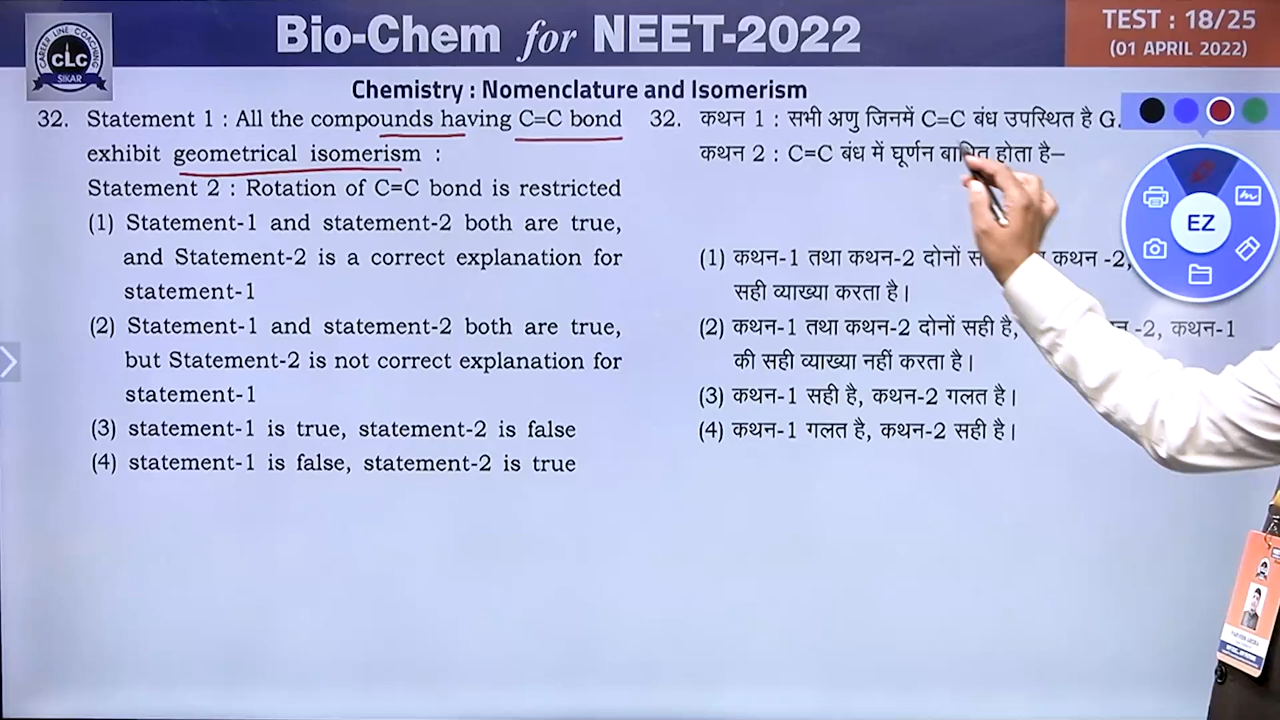 Bio-Chem for NEET-2022
TEST : 18/25
(01 APRIL 2022)
CAREER LINE COACHING
CLC
SIKAR
Chemistry : Nomenclature and Isomerism
32. Statement 1 : All the compounds having C=C bond
exhibit geometrical isomerism :
Statement 2 : Rotation of C=C bond is restricted
(1) Statement-1 and statement-2 both are true,
and Statement-2 is a correct explanation for
statement-1
(2) Statement-1 and statement-2 both are true,
but Statement-2 is not correct explanation for
statement-1
(3) statement-1 is true, statement-2 is false
(4) statement-1 is false, statement-2 is true
32. कथन 1 : सभी अणु जिनमें C=C बंध उपस्थित है G.
कथन 2 : C=C बंध में घूर्णन बाधित होता है–
(1) कथन-1 तथा कथन-2 दोनों कथन -2,
सही व्याख्या करता है।
(2) कथन-1 तथा कथन-2 दोनों सही है, -2, कथन-1
की सही व्याख्या नहीं करता है।
(3) कथन-1 सही है, कथन-2 गलत है।
(4) कथन-1 गलत है, कथन-2 सही है।
EZ